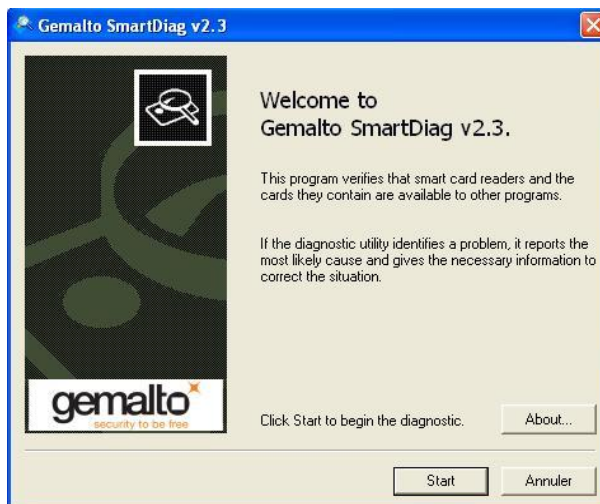 Gemalto SmartDiag v2.3
Welcome to
Gemalto SmartDiag v2.3.
This program verifies that smart card readers and the
cards they contain are available to other programs.
If the diagnostic utility identifies a problem, it reports the
most likely cause and gives the necessary information to
correct the situation.
gemalto
security to be free
Click Start to begin the diagnostic.
About...
Start
Annuler